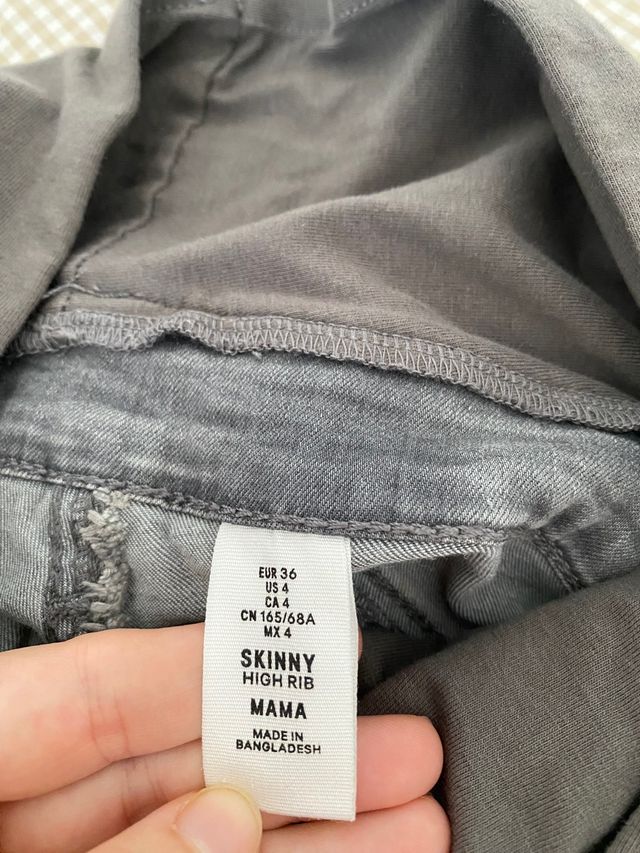 EUR 36
US 4
CA 4
CN 165/68A
MX 4
SKINNY
HIGH RIB
MAMA
MADE IN
BANGLADESH